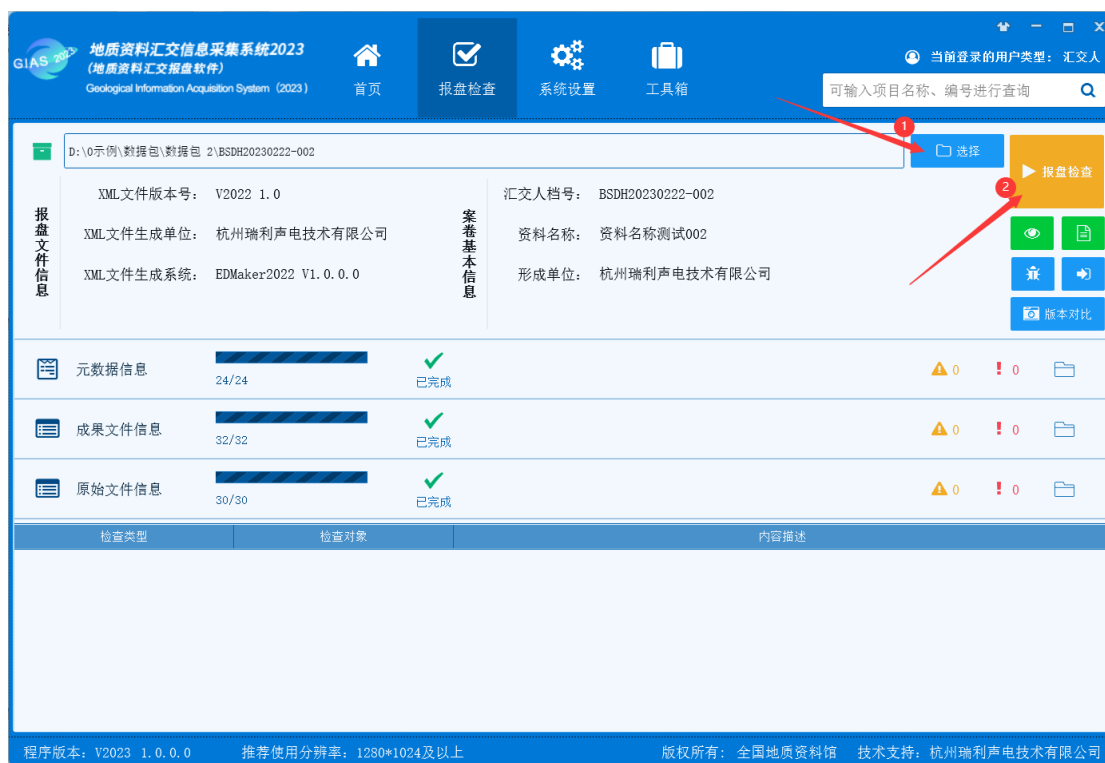 GIAS 2023
地质资料汇交信息采集系统2023
(地质资料汇交报盘软件)
Geological Information Acquisition System（2023）
首页
报盘检查
系统设置
工具箱
当前登录的用户类型：汇交人
可输入项目名称、编号进行查询
D:\0示例\数据包\数据包 2\BSDH20230222-002
1
选择
2
报盘检查
报盘文件信息
XML文件版本号： V2022 1.0
XML文件生成单位： 杭州瑞利声电技术有限公司
XML文件生成系统： EDMaker2022 V1.0.0.0
案卷基本信息
汇交人档号： BSDH20230222-002
资料名称： 资料名称测试002
形成单位： 杭州瑞利声电技术有限公司
版本对比
元数据信息 24/24 已完成 0 0
成果文件信息 32/32 已完成 0 0
原始文件信息 30/30 已完成 0 0
检查类型 检查对象 内容描述
程序版本：V2023 1.0.0.0 推荐使用分辨率：1280*1024及以上 版权所有：全国地质资料馆 技术支持：杭州瑞利声电技术有限公司